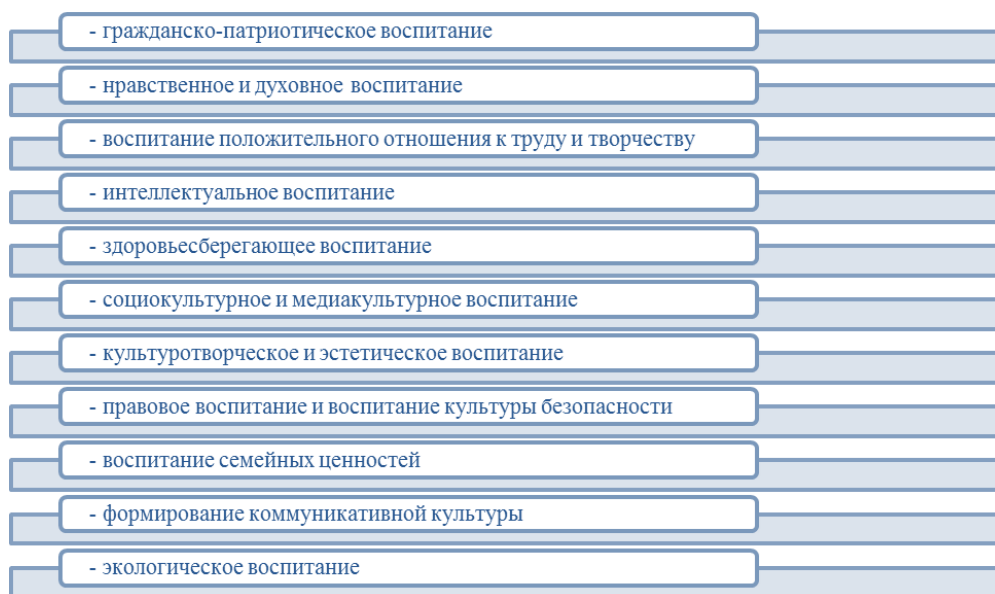 - гражданско-патриотическое воспитание
- нравственное и духовное воспитание
- воспитание положительного отношения к труду и творчеству
- интеллектуальное воспитание
- здоровьесберегающее воспитание
- социокультурное и медиакультурное воспитание
- культуротворческое и эстетическое воспитание
- правовое воспитание и воспитание культуры безопасности
- воспитание семейных ценностей
- формирование коммуникативной культуры
- экологическое воспитание